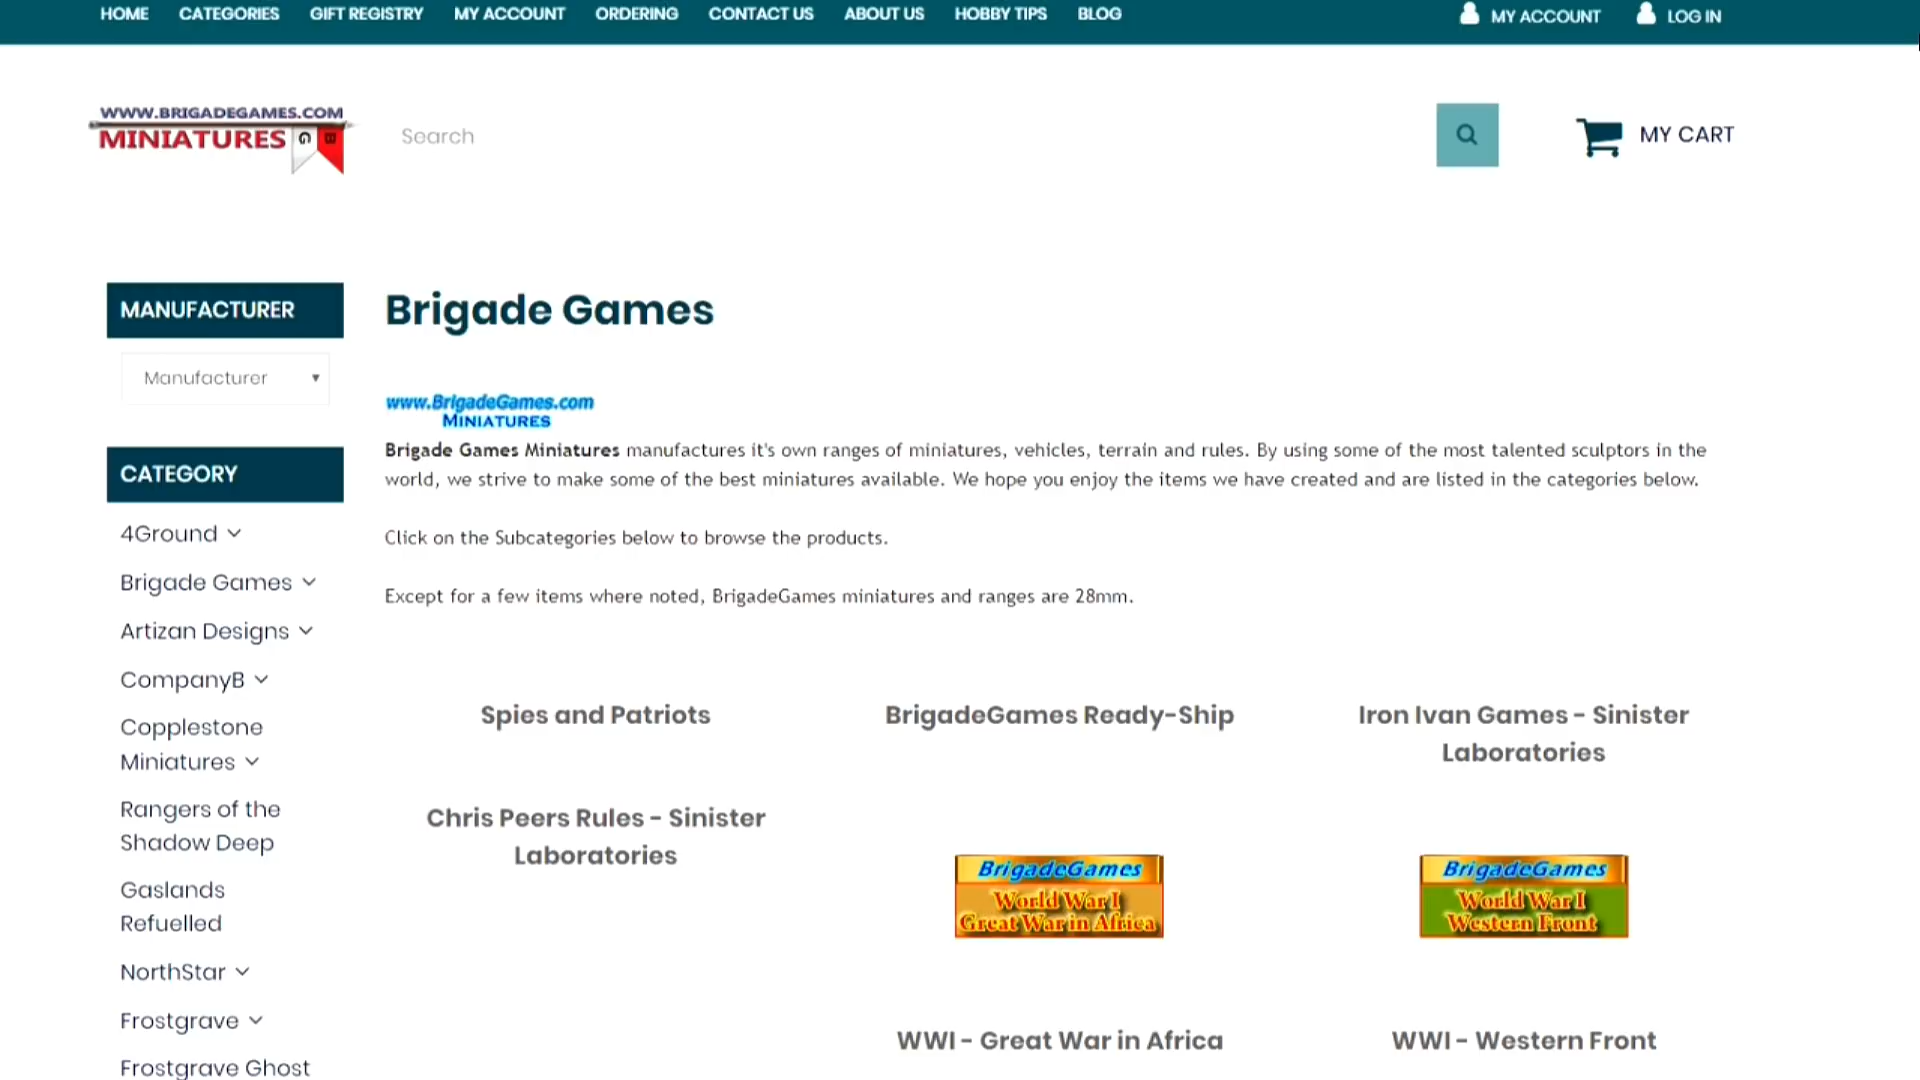 HOME CATEGORIES GIFT REGISTRY MY ACCOUNT ORDERING CONTACT US ABOUT US HOBBY TIPS BLOG MY ACCOUNT LOG IN
WWW.BRIGADEGAMES.COM
MINIATURES G B
Search
MY CART
MANUFACTURER
Manufacturer
CATEGORY
4Ground
Brigade Games
Artizan Designs
CompanyB
Copplestone
Miniatures
Rangers of the
Shadow Deep
Gaslands
Refuelled
NorthStar
Frostgrave
Frostgrave Ghost
Brigade Games
www.BrigadeGames.com
MINIATURES
Brigade Games Miniatures manufactures it's own ranges of miniatures, vehicles, terrain and rules. By using some of the most talented sculptors in the
world, we strive to make some of the best miniatures available. We hope you enjoy the items we have created and are listed in the categories below.
Click on the Subcategories below to browse the products.
Except for a few items where noted, BrigadeGames miniatures and ranges are 28mm.
Spies and Patriots
BrigadeGames Ready-Ship
Iron Ivan Games - Sinister
Laboratories
Chris Peers Rules - Sinister
Laboratories
BrigadeGames
World War I
Great War in Africa
WWI - Great War in Africa
BrigadeGames
World War I
Western Front
WWI - Western Front